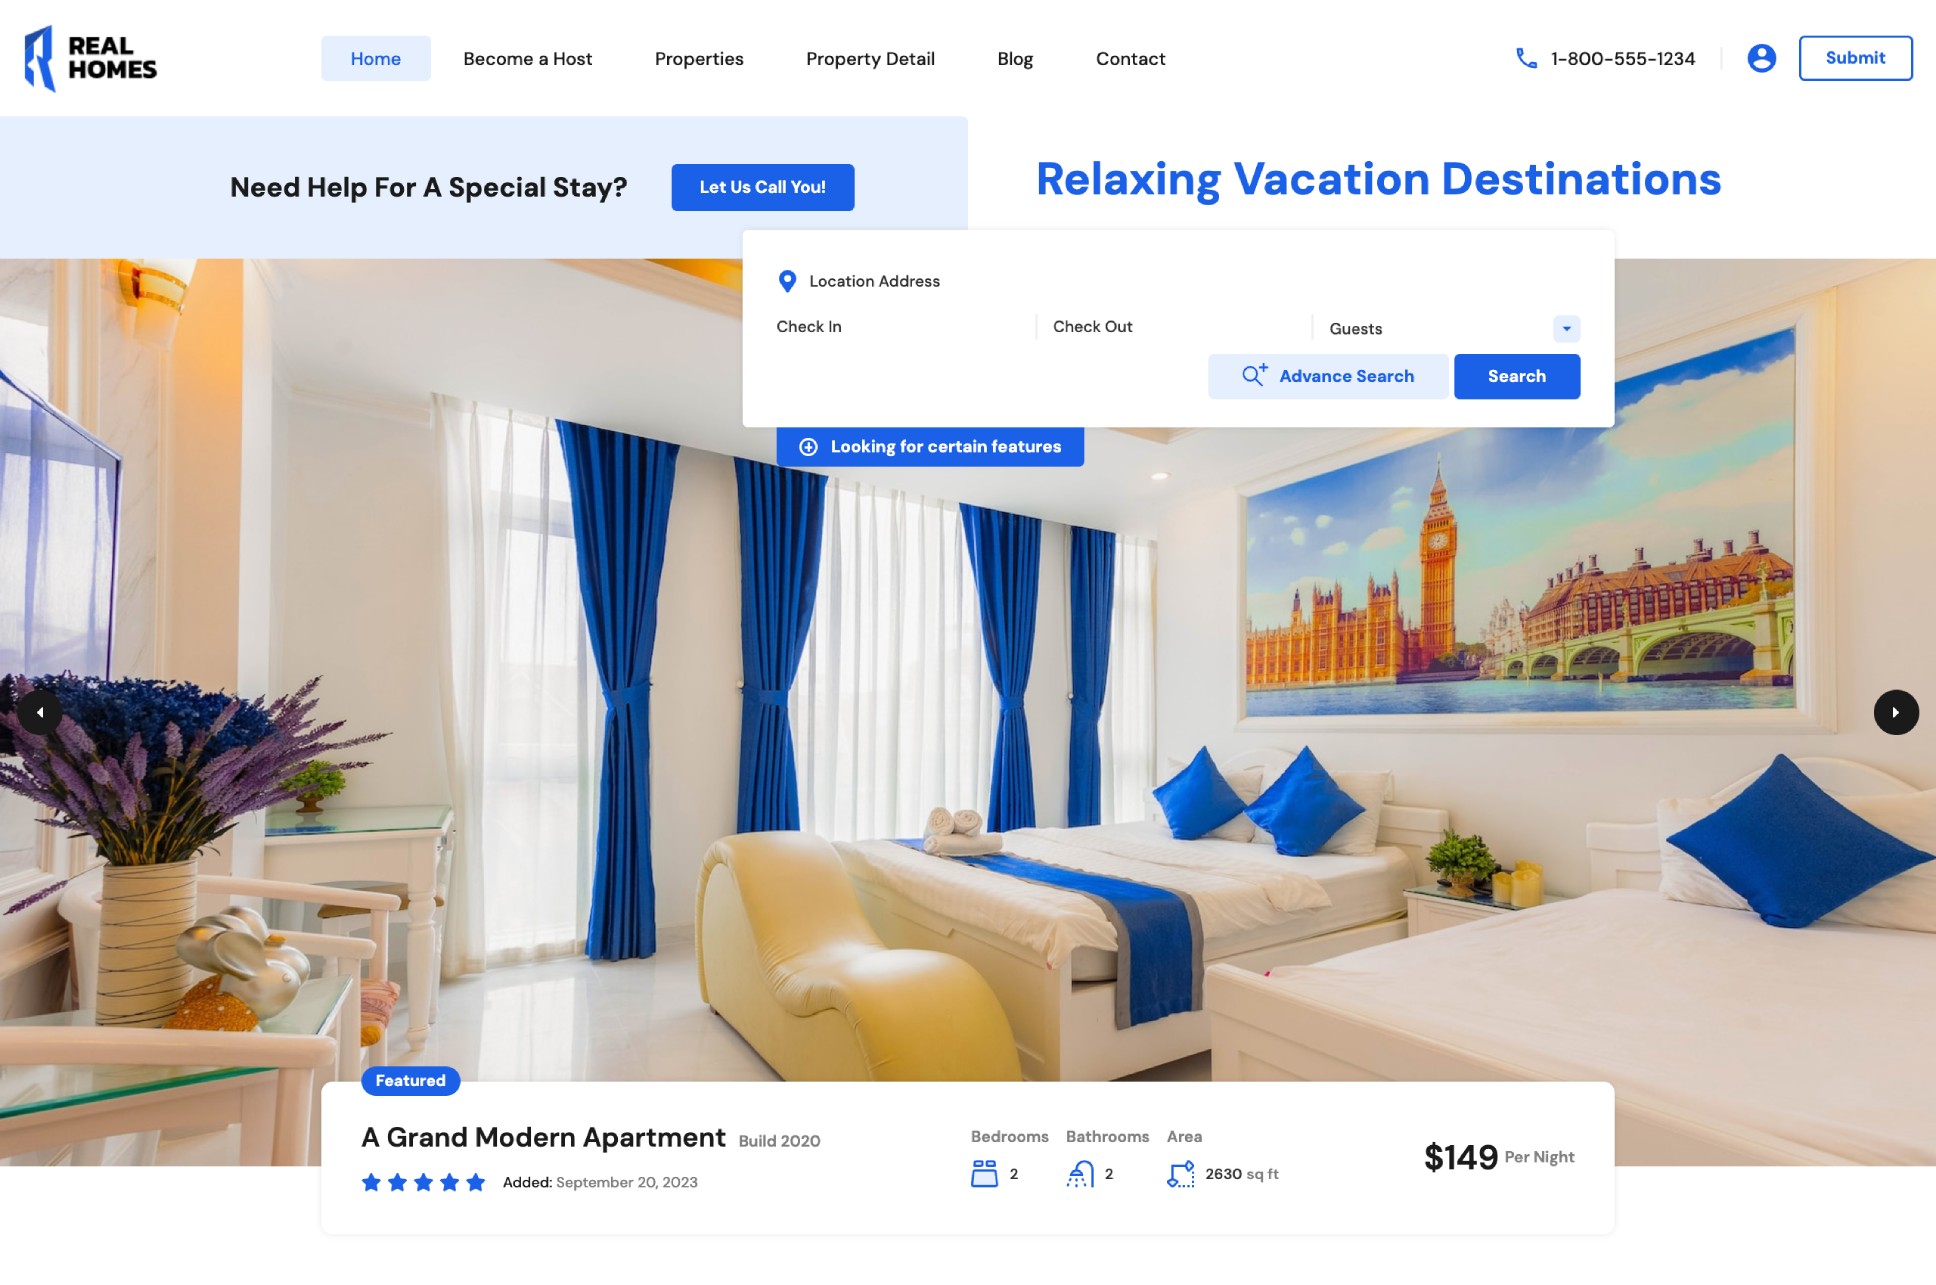 REAL
HOMES
Home
Become a Host
Properties
Property Detail
Blog
Contact
1-800-555-1234
Submit
Need Help For A Special Stay?
Let Us Call You!
Relaxing Vacation Destinations
Location Address
Check In
Check Out
Guests
Advance Search
Search
Looking for certain features
Featured
A Grand Modern Apartment Build 2020
Added: September 20, 2023
Bedrooms
2
Bathrooms
2
Area
2630 sq ft
$149 Per Night